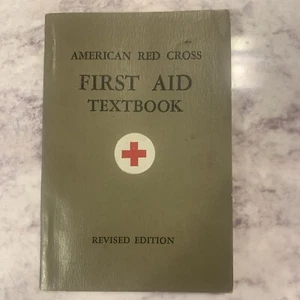 AMERICAN RED CROSS
FIRST AID
TEXTBOOK
REVISED EDITION